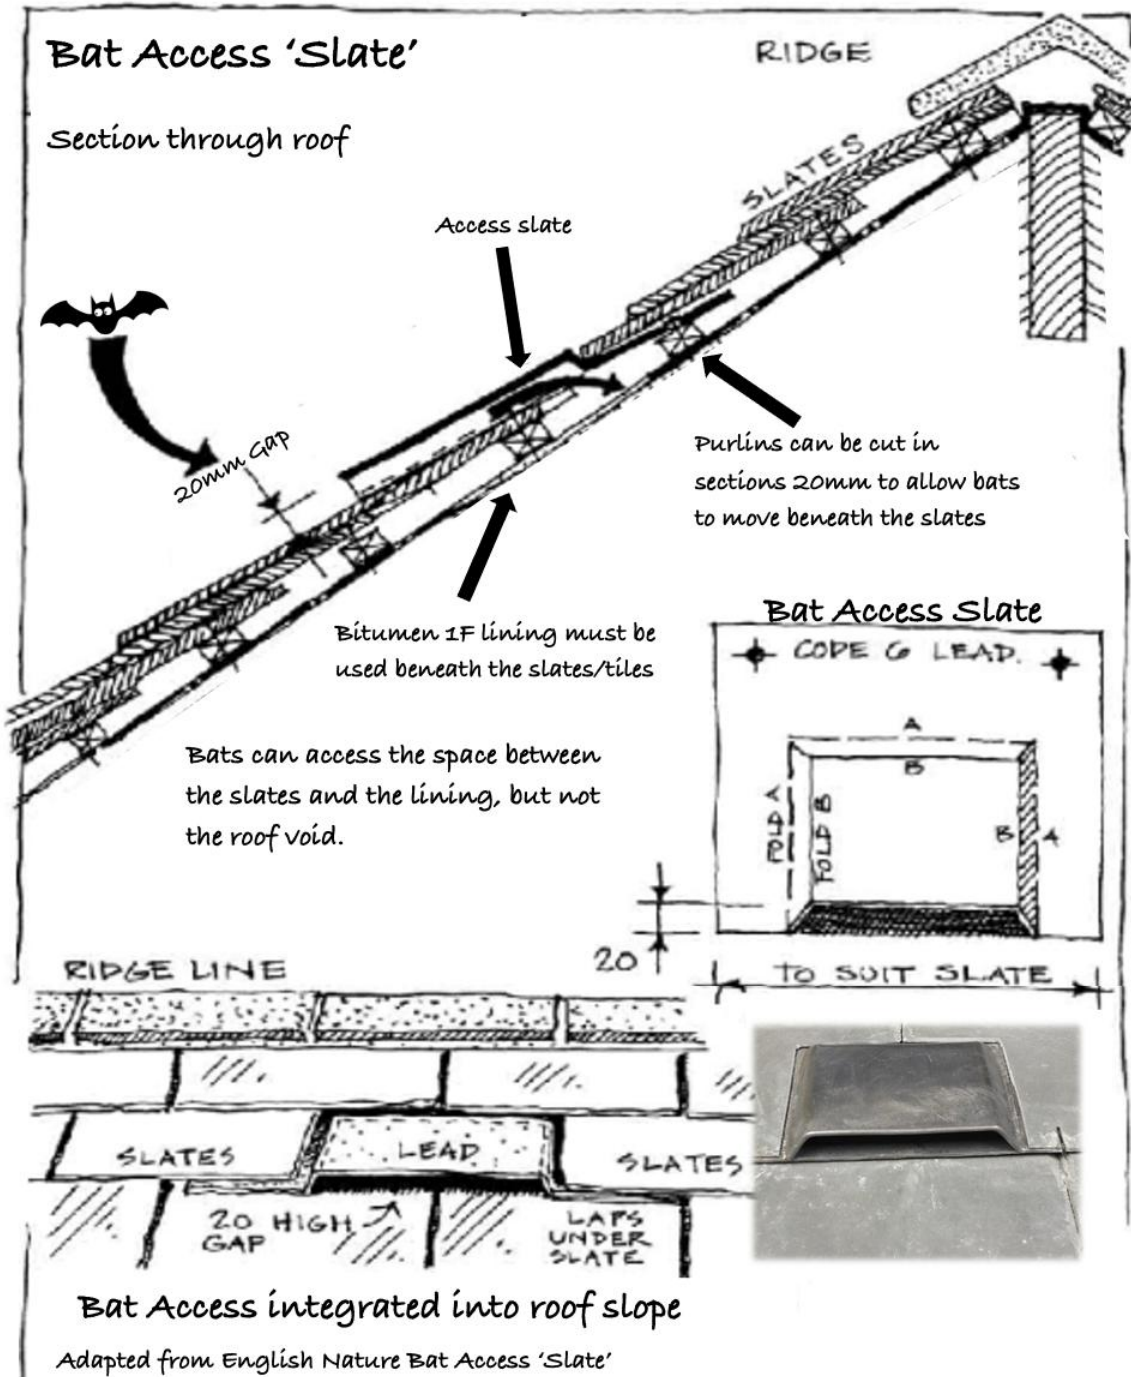 Bat Access ‘Slate’
RIDGE
Section through roof
SLATES
Access slate
20mm Gap
Purlins can be cut in
sections 20mm to allow bats
to move beneath the slates
Bitumen 1F lining must be
used beneath the slates/tiles
Bats can access the space between
the slates and the lining, but not
the roof void.
Bat Access Slate
CODE 6 LEAD.
A
B
FOLD A
FOLD B
B
A
20
TO SUIT SLATE
RIDGE LINE
SLATES
LEAD
SLATES
20 HIGH
GAP
LAPS
UNDER
SLATE
Bat Access integrated into roof slope
Adapted from English Nature Bat Access ‘Slate’